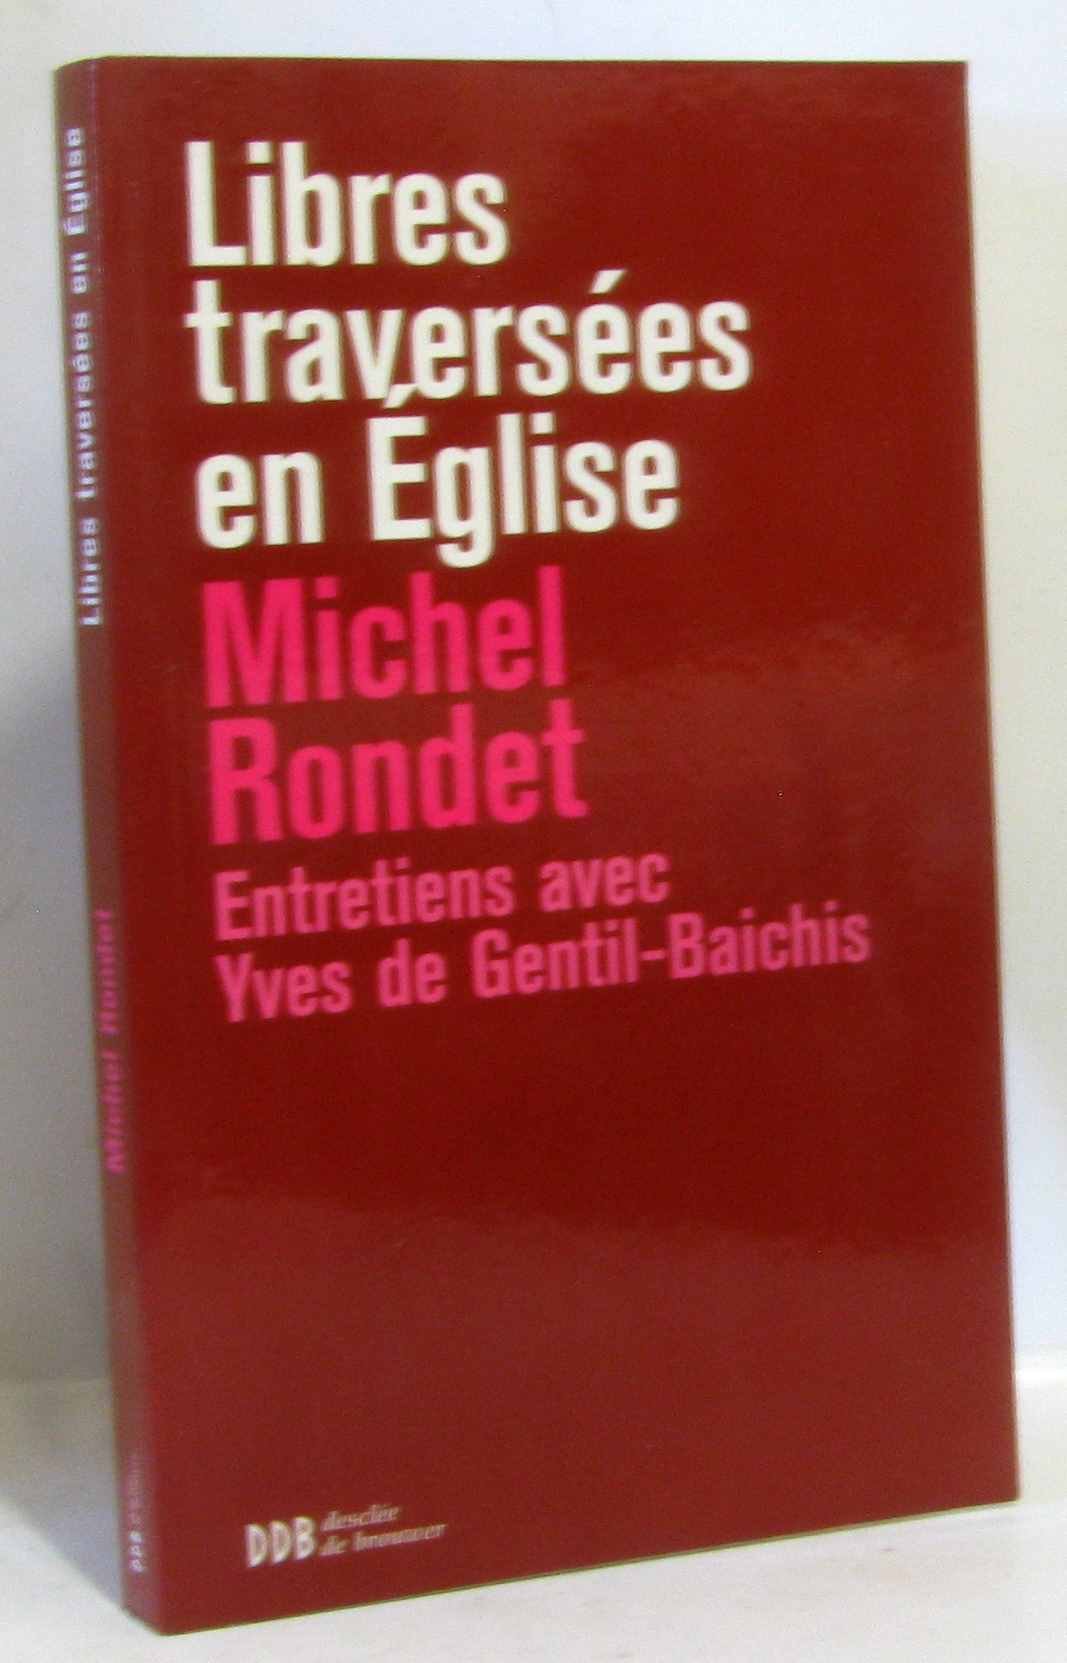 Libres
traversées
en Église
Michel
Rondet
Entretiens avec
Yves de Gentil-Baichis
DDB desclée
de brouwer
Libres traversées en Église
Michel Rondet
DDB